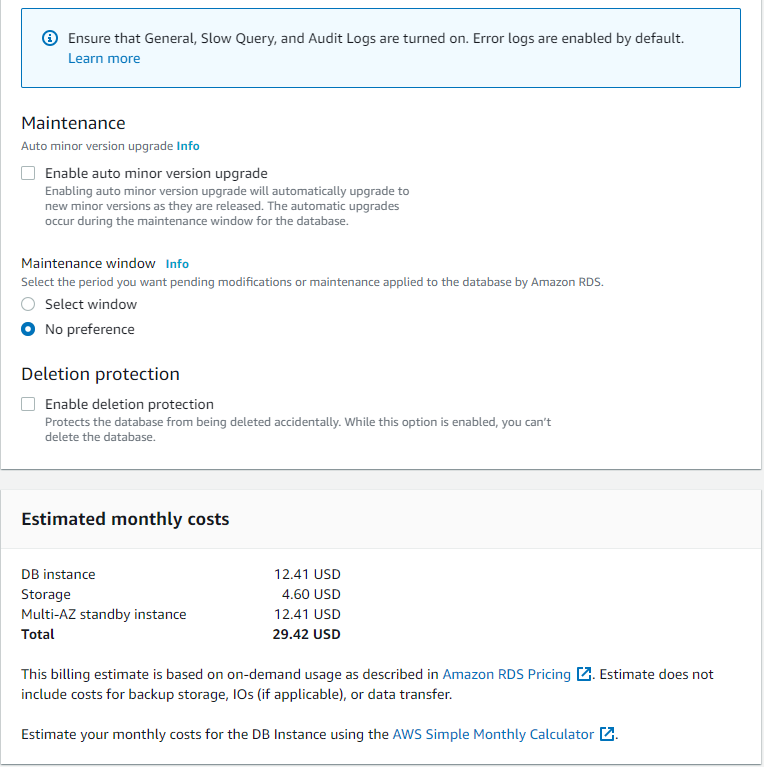 Ensure that General, Slow Query, and Audit Logs are turned on. Error logs are enabled by default.
Learn more
Maintenance
Auto minor version upgrade Info
Enable auto minor version upgrade
Enabling auto minor version upgrade will automatically upgrade to
new minor versions as they are released. The automatic upgrades
occur during the maintenance window for the database.
Maintenance window Info
Select the period you want pending modifications or maintenance applied to the database by Amazon RDS.
Select window
No preference
Deletion protection
Enable deletion protection
Protects the database from being deleted accidentally. While this option is enabled, you can't
delete the database.
Estimated monthly costs
DB instance 12.41 USD
Storage 4.60 USD
Multi-AZ standby instance 12.41 USD
Total 29.42 USD
This billing estimate is based on on-demand usage as described in Amazon RDS Pricing. Estimate does not
include costs for backup storage, IOs (if applicable), or data transfer.
Estimate your monthly costs for the DB Instance using the AWS Simple Monthly Calculator.